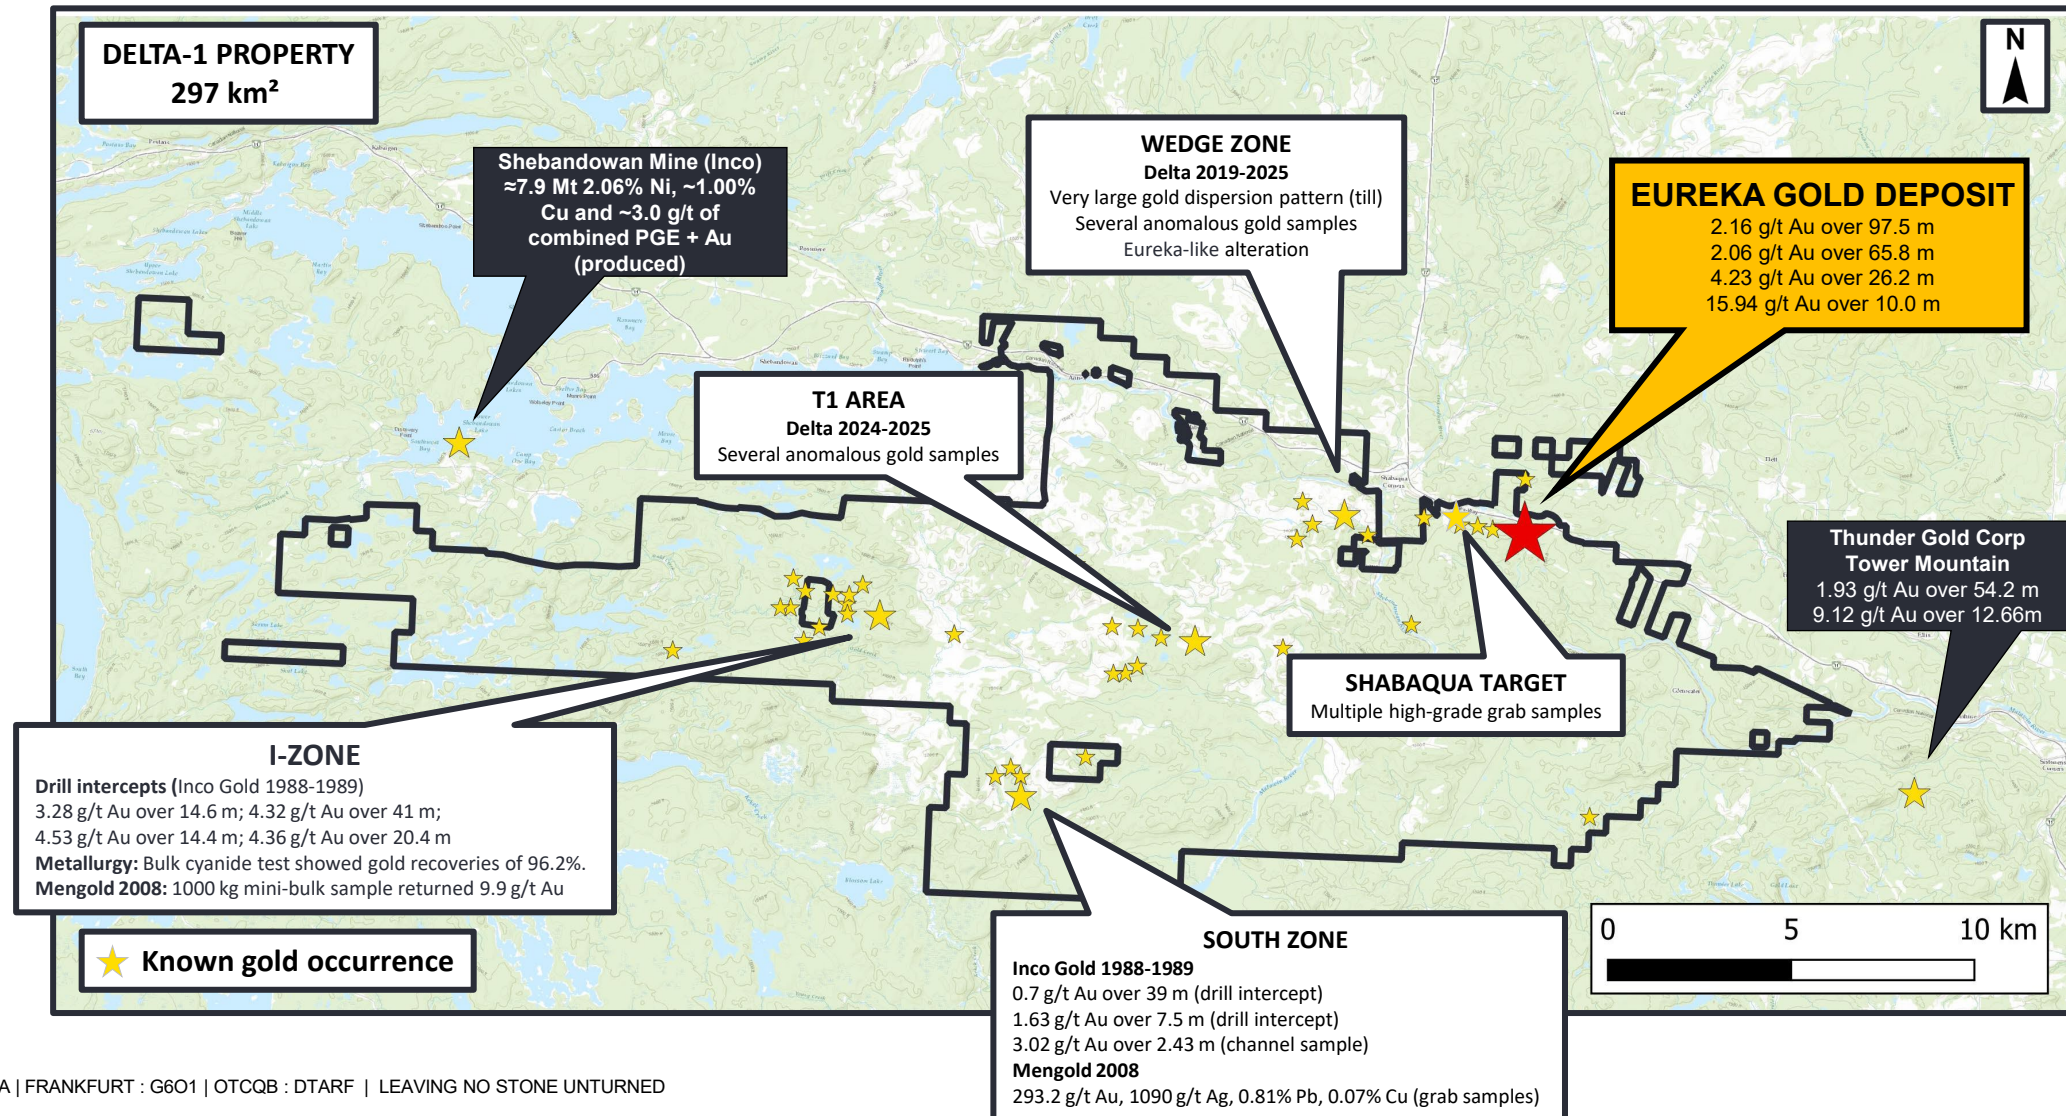 DELTA-1 PROPERTY
297 km²
N
Shebandowan Mine (Inco)
≈7.9 Mt 2.06% Ni, ~1.00%
Cu and ~3.0 g/t of
combined PGE + Au
(produced)
WEDGE ZONE
Delta 2019-2025
Very large gold dispersion pattern (till)
Several anomalous gold samples
Eureka-like alteration
EUREKA GOLD DEPOSIT
2.16 g/t Au over 97.5 m
2.06 g/t Au over 65.8 m
4.23 g/t Au over 26.2 m
15.94 g/t Au over 10.0 m
T1 AREA
Delta 2024-2025
Several anomalous gold samples
Thunder Gold Corp
Tower Mountain
1.93 g/t Au over 54.2 m
9.12 g/t Au over 12.66m
SHABAQUA TARGET
Multiple high-grade grab samples
I-ZONE
Drill intercepts (Inco Gold 1988-1989)
3.28 g/t Au over 14.6 m; 4.32 g/t Au over 41 m;
4.53 g/t Au over 14.4 m; 4.36 g/t Au over 20.4 m
Metallurgy: Bulk cyanide test showed gold recoveries of 96.2%.
Mengold 2008: 1000 kg mini-bulk sample returned 9.9 g/t Au
Known gold occurrence
SOUTH ZONE
Inco Gold 1988-1989
0.7 g/t Au over 39 m (drill intercept)
1.63 g/t Au over 7.5 m (drill intercept)
3.02 g/t Au over 2.43 m (channel sample)
Mengold 2008
293.2 g/t Au, 1090 g/t Ag, 0.81% Pb, 0.07% Cu (grab samples)
0 5 10 km
A | FRANKFURT : G6O1 | OTCQB : DTARF | LEAVING NO STONE UNTURNED